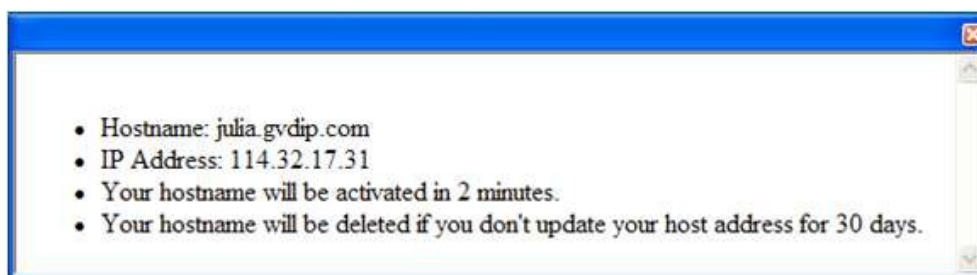 • Hostname: julia.gvdip.com
• IP Address: 114.32.17.31
• Your hostname will be activated in 2 minutes.
• Your hostname will be deleted if you don't update your host address for 30 days.